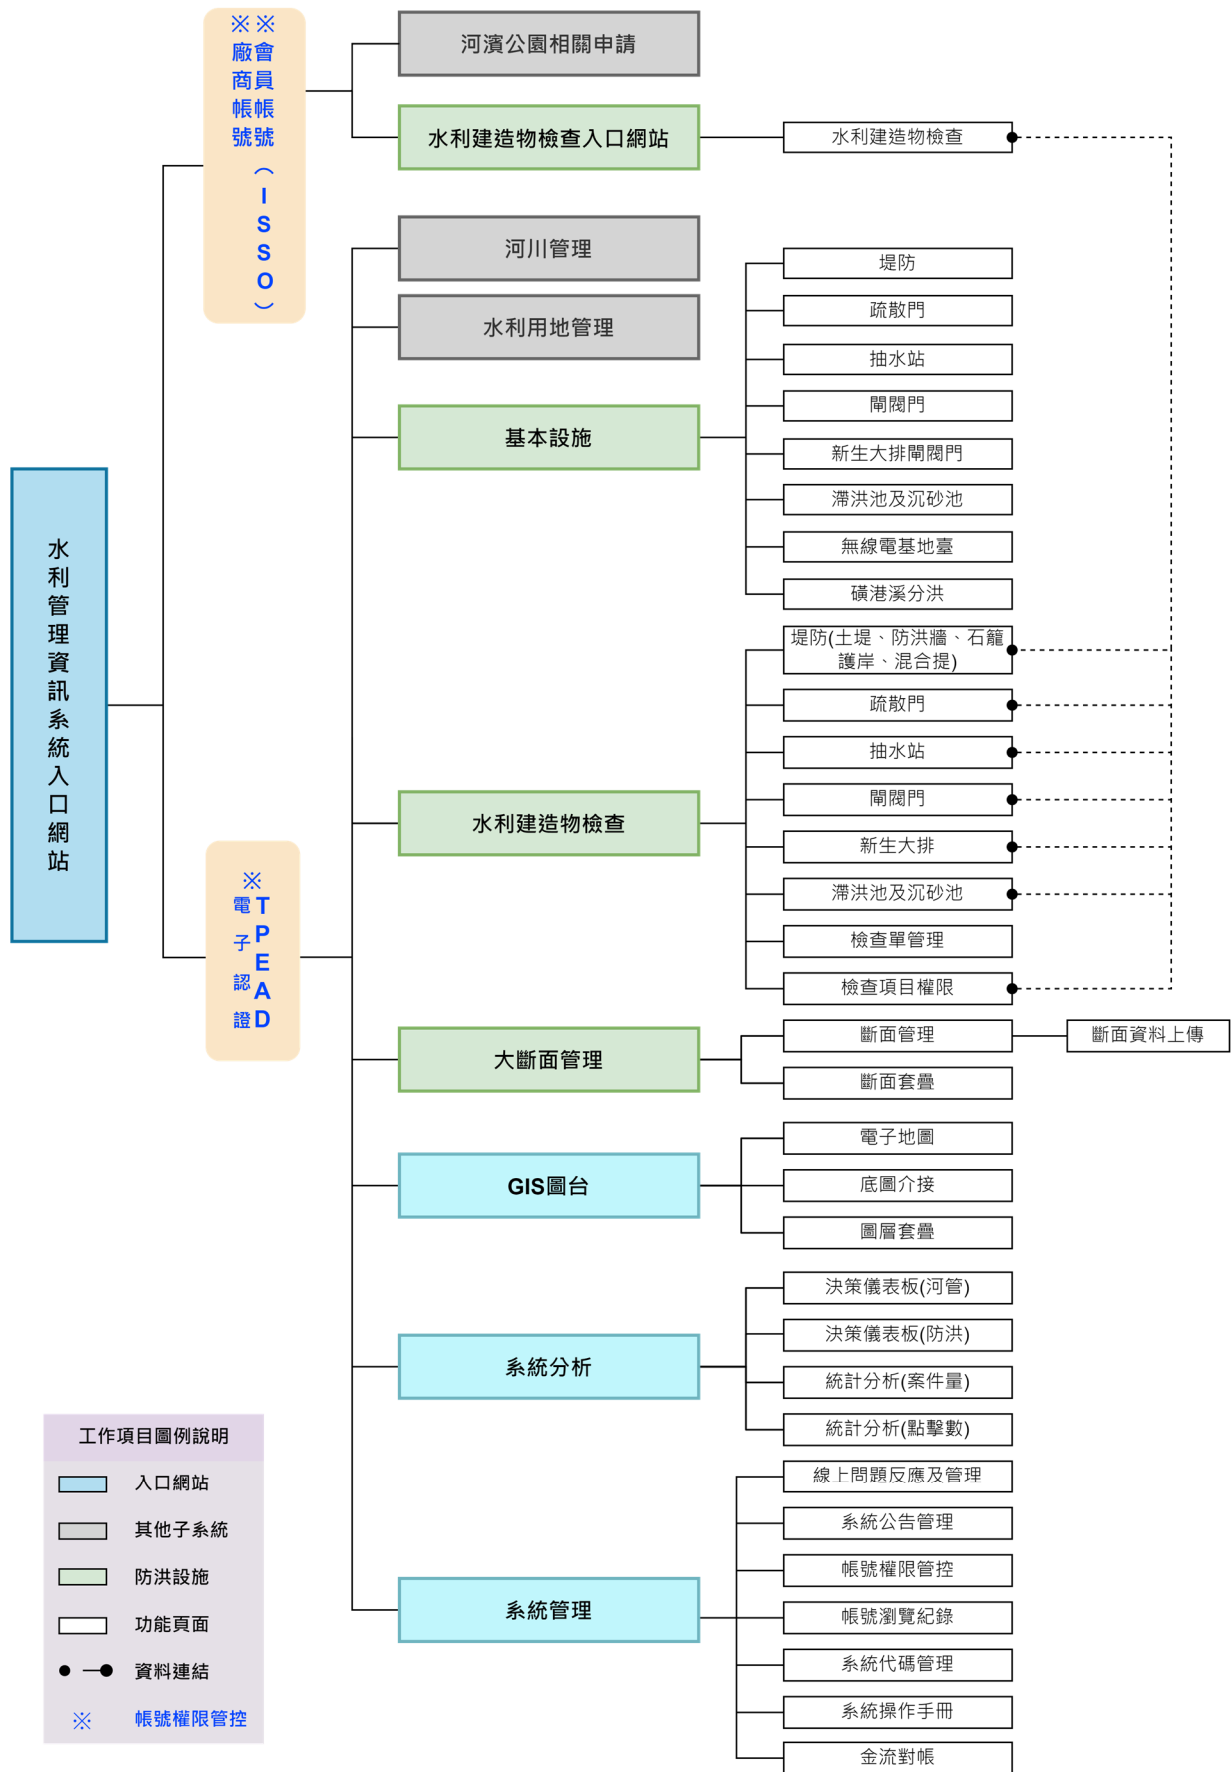 水利管理資訊系統入口網站
※會員帳號（ISSO）
※廠商帳號
河濱公園相關申請
水利建造物檢查入口網站
水利建造物檢查
※
TPEAD
電子認證
河川管理
水利用地管理
基本設施
堤防
疏散門
抽水站
閘閥門
新生大排閘閥門
滯洪池及沉砂池
無線電基地臺
磺港溪分洪
水利建造物檢查
堤防(土堤、防洪牆、石籠
護岸、混合提)
疏散門
抽水站
閘閥門
新生大排
滯洪池及沉砂池
檢查單管理
檢查項目權限
大斷面管理
斷面管理
斷面資料上傳
斷面套疊
GIS圖台
電子地圖
底圖介接
圖層套疊
系統分析
決策儀表板(河管)
決策儀表板(防洪)
統計分析(案件量)
統計分析(點擊數)
系統管理
線上問題反應及管理
系統公告管理
帳號權限管控
帳號瀏覽紀錄
系統代碼管理
系統操作手冊
金流對帳
工作項目圖例說明
入口網站
其他子系統
防洪設施
功能頁面
資料連結
※ 帳號權限管控